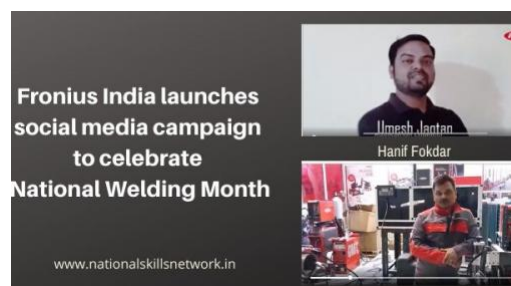 Fronius India launches
social media campaign
to celebrate
National Welding Month
www.nationalskillsnetwork.in
Umesh Jagtap
Hanif Fokdar